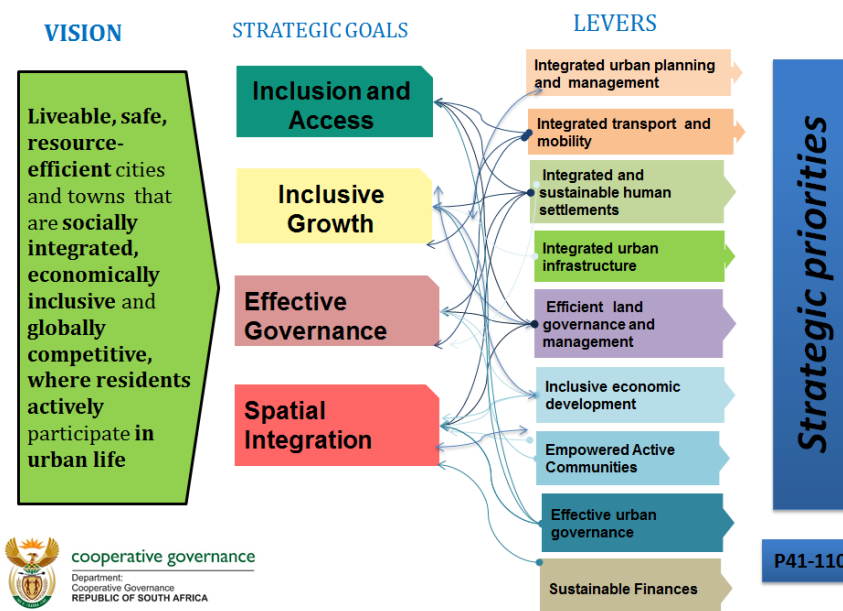 VISION
Liveable, safe,
resource-
efficient cities
and towns that
are socially
integrated,
economically
inclusive and
globally
competitive,
where residents
actively
participate in
urban life
STRATEGIC GOALS
Inclusion and
Access
Inclusive
Growth
Effective
Governance
Spatial
Integration
LEVERS
Integrated urban planning
and management
Integrated transport and
mobility
Integrated and
sustainable human
settlements
Integrated urban
infrastructure
Efficient land
governance and
management
Inclusive economic
development
Empowered Active
Communities
Effective urban
governance
Sustainable Finances
Strategic priorities
P41-110
cooperative governance
Department:
Cooperative Governance
REPUBLIC OF SOUTH AFRICA